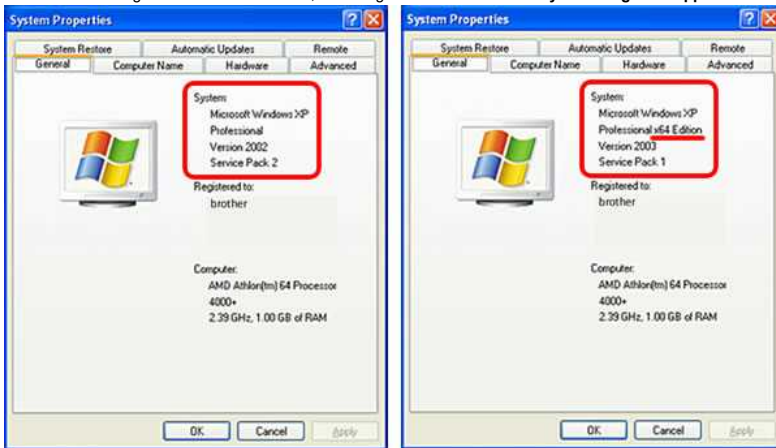 System Properties
System Restore Automatic Updates Remote
General Computer Name Hardware Advanced
System:
Microsoft Windows XP
Professional
Version 2002
Service Pack 2
Registered to:
brother
Computer:
AMD Athlon(tm) 64 Processor
4000+
2.39 GHz, 1.00 GB of RAM
OK Cancel Apply
System Properties
System Restore Automatic Updates Remote
General Computer Name Hardware Advanced
System:
Microsoft Windows XP
Professional x64 Edition
Version 2003
Service Pack 1
Registered to:
brother
Computer:
AMD Athlon(tm) 64 Processor
4000+
2.39 GHz, 1.00 GB of RAM
OK Cancel Apply